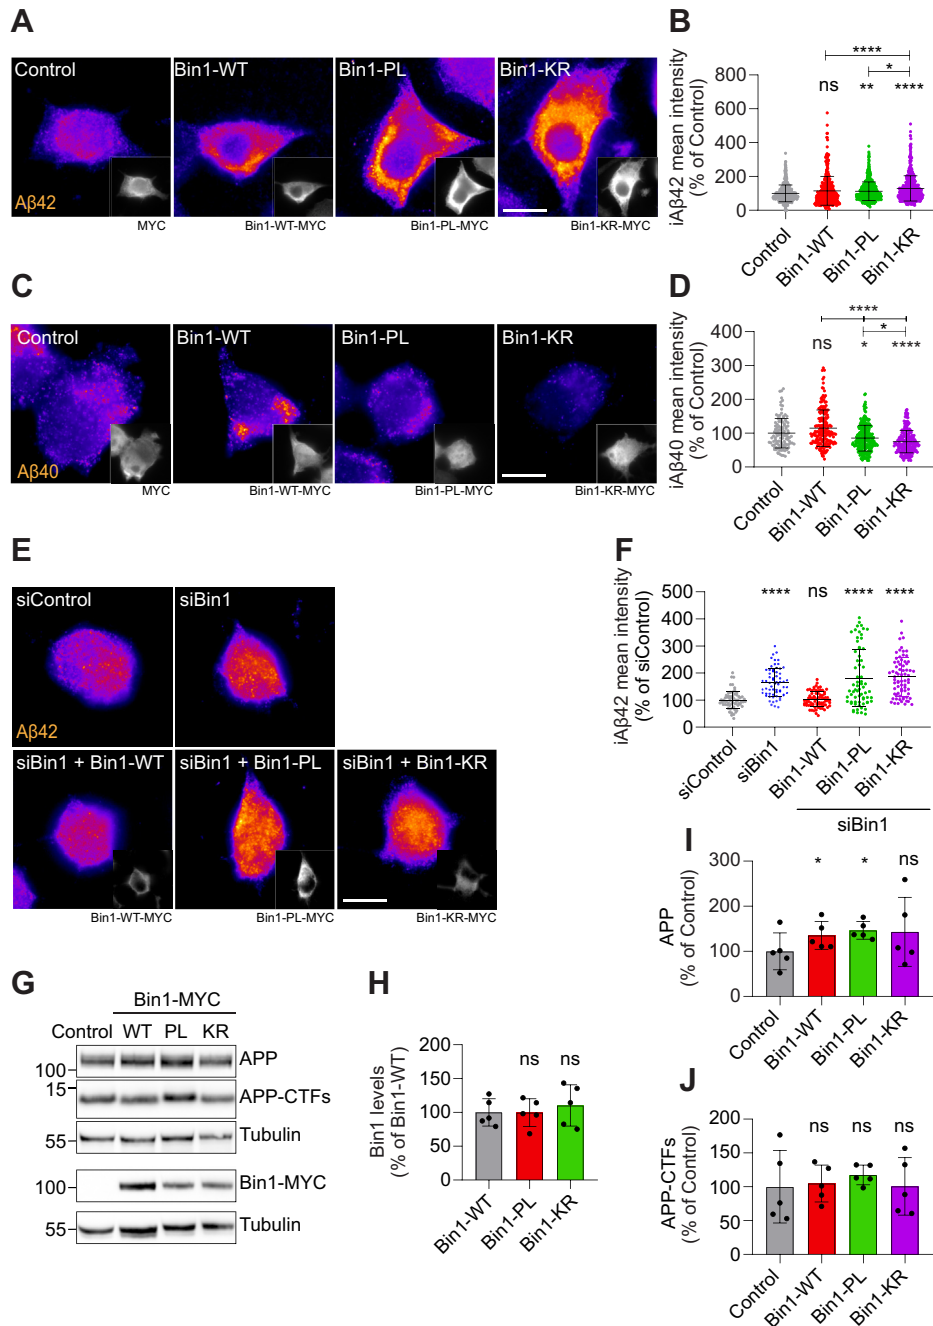 A
Control
Bin1-WT
Bin1-PL
Bin1-KR
Aβ42
MYC
Bin1-WT-MYC
Bin1-PL-MYC
Bin1-KR-MYC
B
iAβ42 mean intensity
(% of Control)
800
600
400
200
0
****
*
ns
**
****
Control
Bin1-WT
Bin1-PL
Bin1-KR
C
Control
Bin1-WT
Bin1-PL
Bin1-KR
Aβ40
MYC
Bin1-WT-MYC
Bin1-PL-MYC
Bin1-KR-MYC
D
iAβ40 mean intensity
(% of Control)
400
300
200
100
0
****
*
ns
*
****
Control
Bin1-WT
Bin1-PL
Bin1-KR
E
siControl
siBin1
Aβ42
siBin1 + Bin1-WT
siBin1 + Bin1-PL
siBin1 + Bin1-KR
Bin1-WT-MYC
Bin1-PL-MYC
Bin1-KR-MYC
F
iAβ42 mean intensity
(% of siControl)
500
400
300
200
100
0
****
ns
****
****
siControl
siBin1
Bin1-WT
Bin1-PL
Bin1-KR
siBin1
G
Bin1-MYC
Control WT PL KR
100
APP
15
APP-CTFs
55
Tubulin
100
Bin1-MYC
55
Tubulin
H
Bin1 levels
(% of Bin1-WT)
200
150
100
50
0
ns
ns
Bin1-WT
Bin1-PL
Bin1-KR
I
APP
(% of Control)
300
200
100
0
*
*
ns
Control
Bin1-WT
Bin1-PL
Bin1-KR
J
APP-CTFs
(% of Control)
200
150
100
50
0
ns
ns
ns
Control
Bin1-WT
Bin1-PL
Bin1-KR